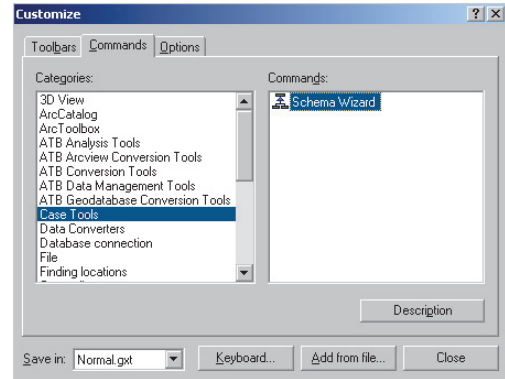 Customize
Toolbars Commands Options
Categories:
3D View
ArcCatalog
ArcToolbox
ATB Analysis Tools
ATB Arcview Conversion Tools
ATB Conversion Tools
ATB Data Management Tools
ATB Geodatabase Conversion Tools
Case Tools
Data Converters
Database connection
File
Finding locations
Commands:
Schema Wizard
Description
Save in: Normal.gxt Keyboard... Add from file... Close